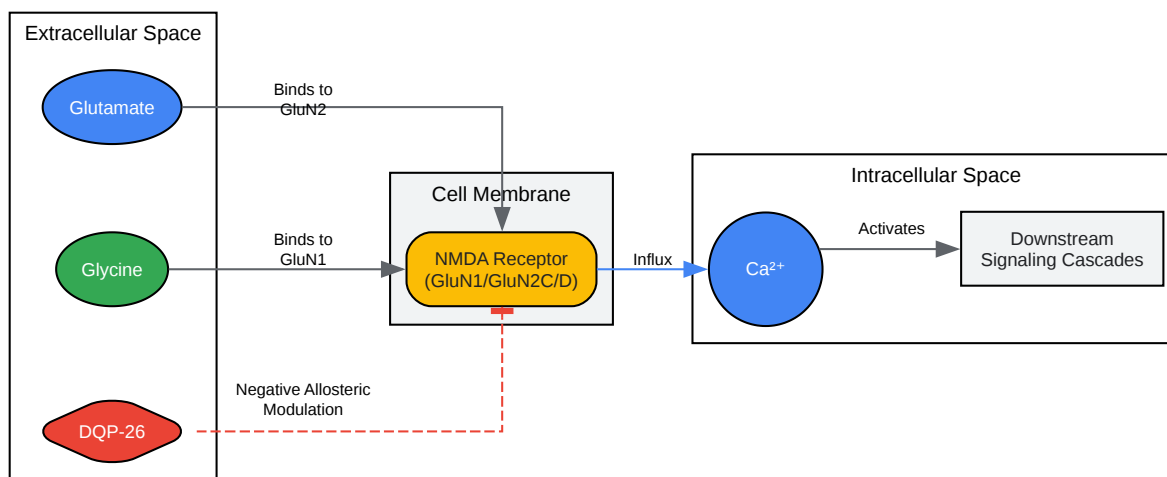 Extracellular Space
Glutamate
Binds to
GluN2
Glycine
Binds to
GluN1
Cell Membrane
NMDA Receptor
(GluN1/GluN2C/D)
Influx
Intracellular Space
Ca²⁺
Activates
Downstream
Signaling Cascades
Negative Allosteric
Modulation
DQP-26